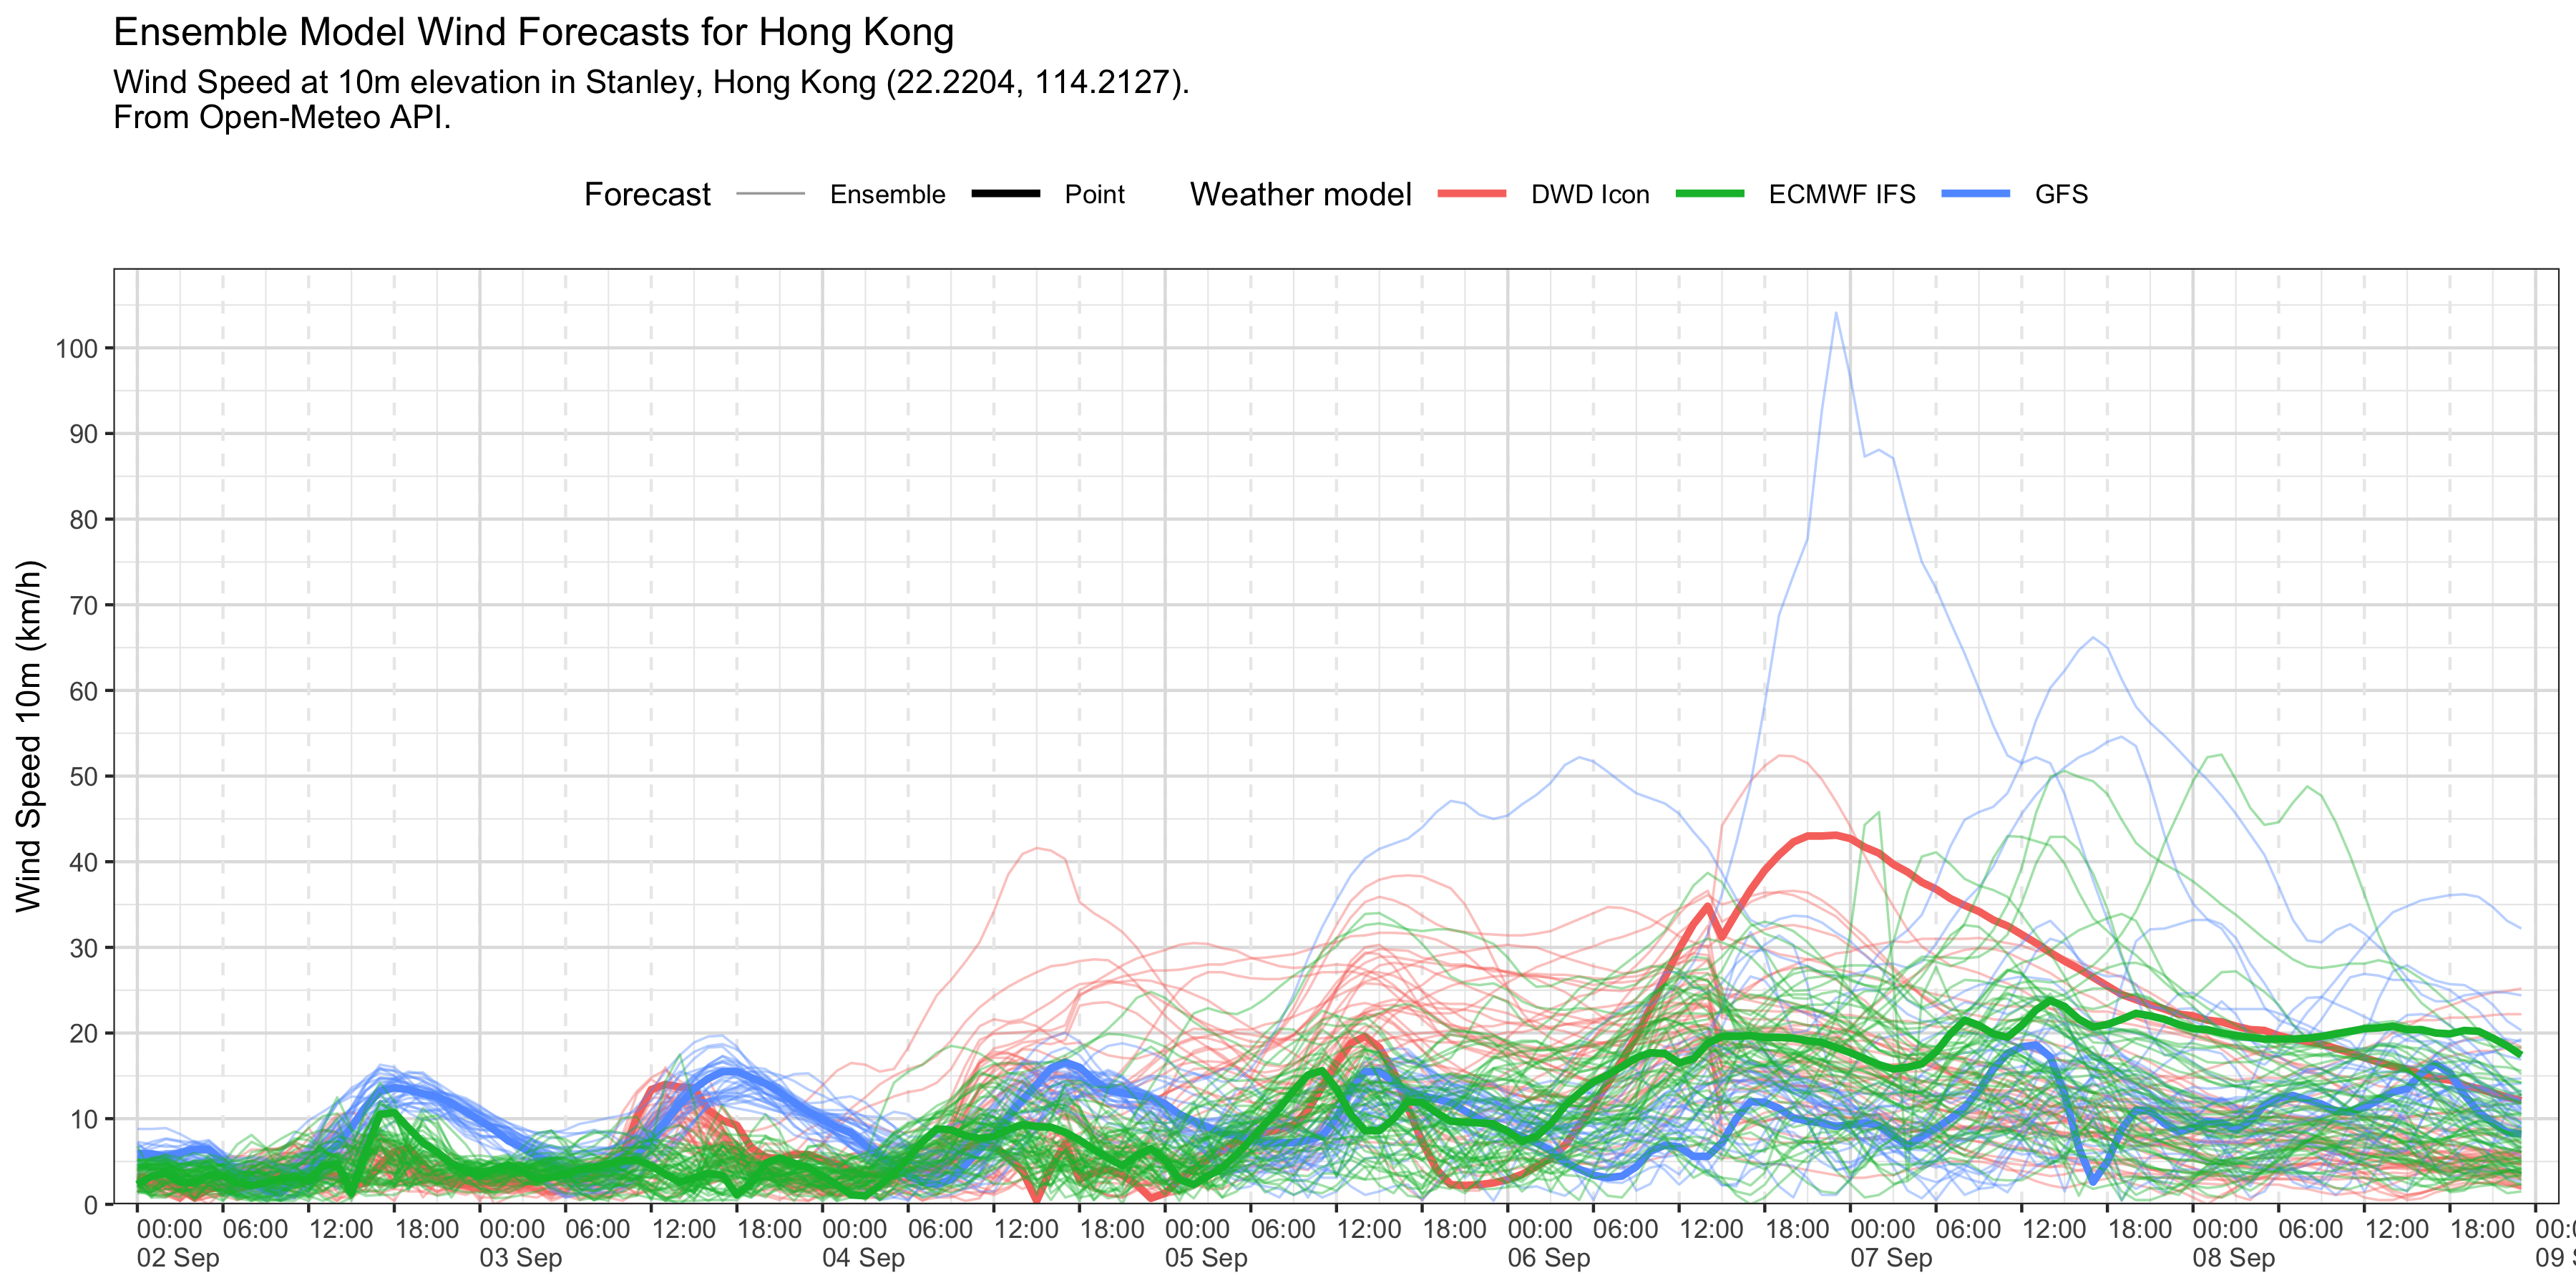 Ensemble Model Wind Forecasts for Hong Kong
Wind Speed at 10m elevation in Stanley, Hong Kong (22.2204, 114.2127).
From Open-Meteo API.
Forecast Ensemble Point Weather model DWD Icon ECMWF IFS GFS
Wind Speed 10m (km/h)
100
90
80
70
60
50
40
30
20
10
0
00:00 06:00 12:00 18:00 00:00 06:00 12:00 18:00 00:00 06:00 12:00 18:00 00:00 06:00 12:00 18:00 00:00 06:00 12:00 18:00 00:00 06:00 12:00 18:00 00:00 06:00 12:00 18:00
02 Sep 03 Sep 04 Sep 05 Sep 06 Sep 07 Sep 08 Sep 09